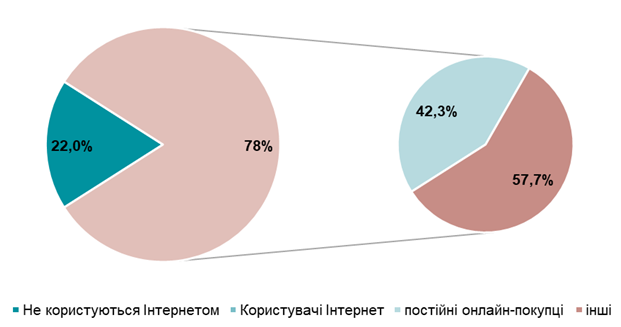 22,0%
78%
42,3%
57,7%
Не користуються Інтернетом
Користувачі Інтернет
постійні онлайн-покупці
інші